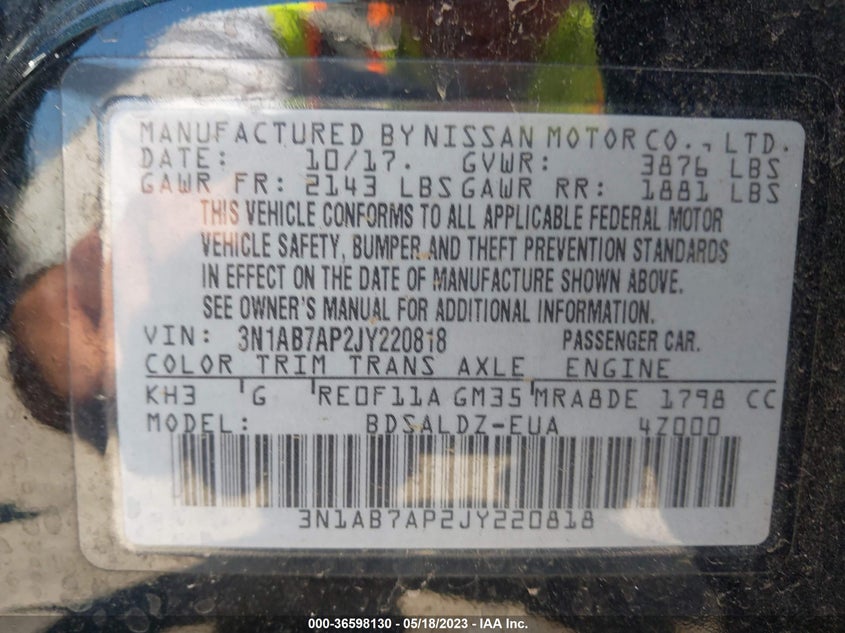 MANUFACTURED BY NISSAN MOTOR CO., LTD.
DATE: 10/17. GVWR: 3876 LBS
GAWR FR: 2143 LBS GAWR RR: 1881 LBS
THIS VEHICLE CONFORMS TO ALL APPLICABLE FEDERAL MOTOR
VEHICLE SAFETY, BUMPER AND THEFT PREVENTION STANDARDS
IN EFFECT ON THE DATE OF MANUFACTURE SHOWN ABOVE.
SEE OWNER'S MANUAL FOR ADDITIONAL INFORMATION.
VIN: 3N1AB7AP2JY220818 PASSENGER CAR.
COLOR TRIM TRANS AXLE ENGINE
KH3 G RE0F11A GM35 MRA8DE 1798 CC
MODEL: BDSALDZ-EUA 4Z000
3N1AB7AP2JY220818
000-36598130 — 05/18/2023 — IAA Inc.